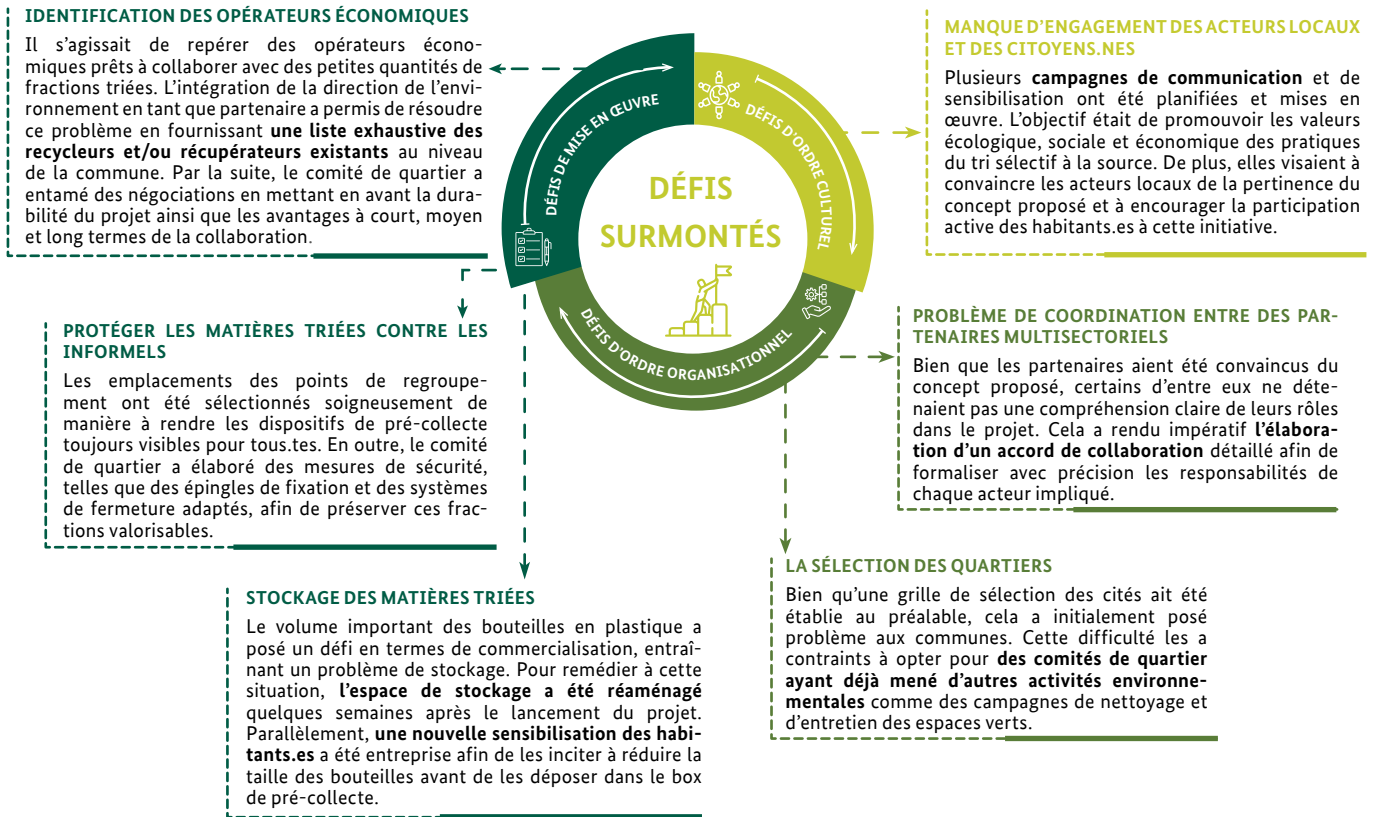 IDENTIFICATION DES OPÉRATEURS ÉCONOMIQUES
Il s'agissait de repérer des opérateurs écono-
miques prêts à collaborer avec des petites quantités de
fractions triées. L'intégration de la direction de l'envi-
ronnement en tant que partenaire a permis de résoudre
ce problème en fournissant une liste exhaustive des
recycleurs et/ou récupérateurs existants au niveau
de la commune. Par la suite, le comité de quartier a
entamé des négociations en mettant en avant la dura-
bilité du projet ainsi que les avantages à court, moyen
et long termes de la collaboration.
PROTÉGER LES MATIÈRES TRIÉES CONTRE LES
INFORMELS
Les emplacements des points de regroupe-
ment ont été sélectionnés soigneusement de
manière à rendre les dispositifs de pré-collecte
toujours visibles pour tous.tes. En outre, le comité
de quartier a élaboré des mesures de sécurité,
telles que des épingles de fixation et des systèmes
de fermeture adaptés, afin de préserver ces frac-
tions valorisables.
STOCKAGE DES MATIÈRES TRIÉES
Le volume important des bouteilles en plastique a
posé un défi en termes de commercialisation, entraî-
nant un problème de stockage. Pour remédier à cette
situation, l'espace de stockage a été réaménagé
quelques semaines après le lancement du projet.
Parallèlement, une nouvelle sensibilisation des habi-
tants.es a été entreprise afin de les inciter à réduire la
taille des bouteilles avant de les déposer dans le box
de pré-collecte.
DÉFIS DE MISE EN ŒUVRE
DÉFIS D'ORDRE CULTUREL
DÉFIS D'ORDRE ORGANISATIONNEL
DÉFIS
SURMONTÉS
MANQUE D'ENGAGEMENT DES ACTEURS LOCAUX
ET DES CITOYENS.NES
Plusieurs campagnes de communication et de
sensibilisation ont été planifiées et mises en
œuvre. L'objectif était de promouvoir les valeurs
écologique, sociale et économique des pratiques
du tri sélectif à la source. De plus, elles visaient à
convaincre les acteurs locaux de la pertinence du
concept proposé et à encourager la participation
active des habitants.es à cette initiative.
PROBLÈME DE COORDINATION ENTRE DES PAR-
TENAIRES MULTISECTORIELS
Bien que les partenaires aient été convaincus du
concept proposé, certains d'entre eux ne déte-
naient pas une compréhension claire de leurs rôles
dans le projet. Cela a rendu impératif l'élabora-
tion d'un accord de collaboration détaillé afin de
formaliser avec précision les responsabilités de
chaque acteur impliqué.
LA SÉLECTION DES QUARTIERS
Bien qu'une grille de sélection des cités ait été
établie au préalable, cela a initialement posé
problème aux communes. Cette difficulté les a
contraints à opter pour des comités de quartier
ayant déjà mené d'autres activités environne-
mentales comme des campagnes de nettoyage et
d'entretien des espaces verts.